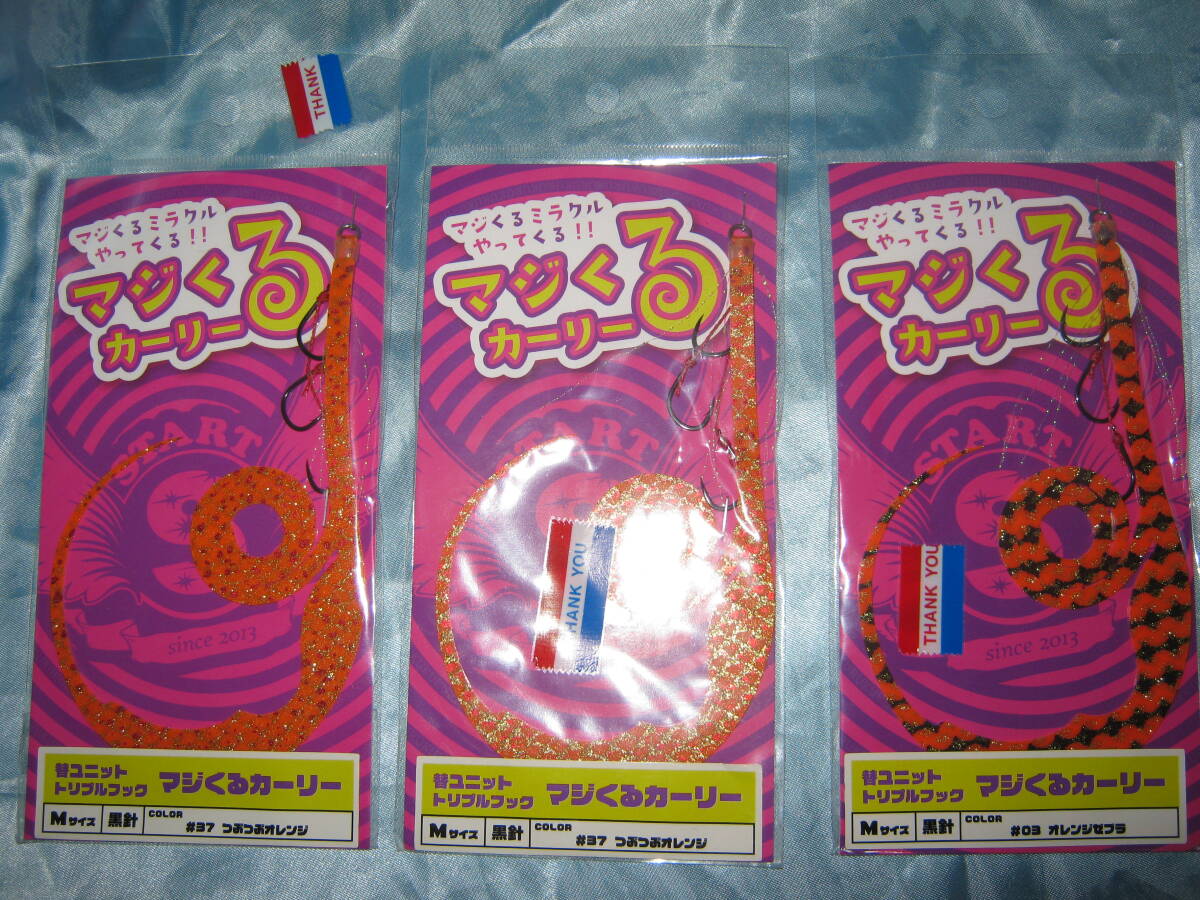 THANK
マジくるミラクル
やってくる!!
マジくる
カーリー
START
since 2013
替ユニット
トリプルフック
マジくるカーリー
Mサイズ
黒針
COLOR
#37 つぶつぶオレンジ
マジくるミラクル
やってくる!!
マジくる
カーリー
START
THANK YOU
替ユニット
トリプルフック
マジくるカーリー
Mサイズ
黒針
COLOR
#37 つぶつぶオレンジ
マジくるミラクル
やってくる!!
マジくる
カーリー
START
THANK YOU
since 2013
替ユニット
トリプルフック
マジくるカーリー
Mサイズ
黒針
COLOR
#03 オレンジゼブラ